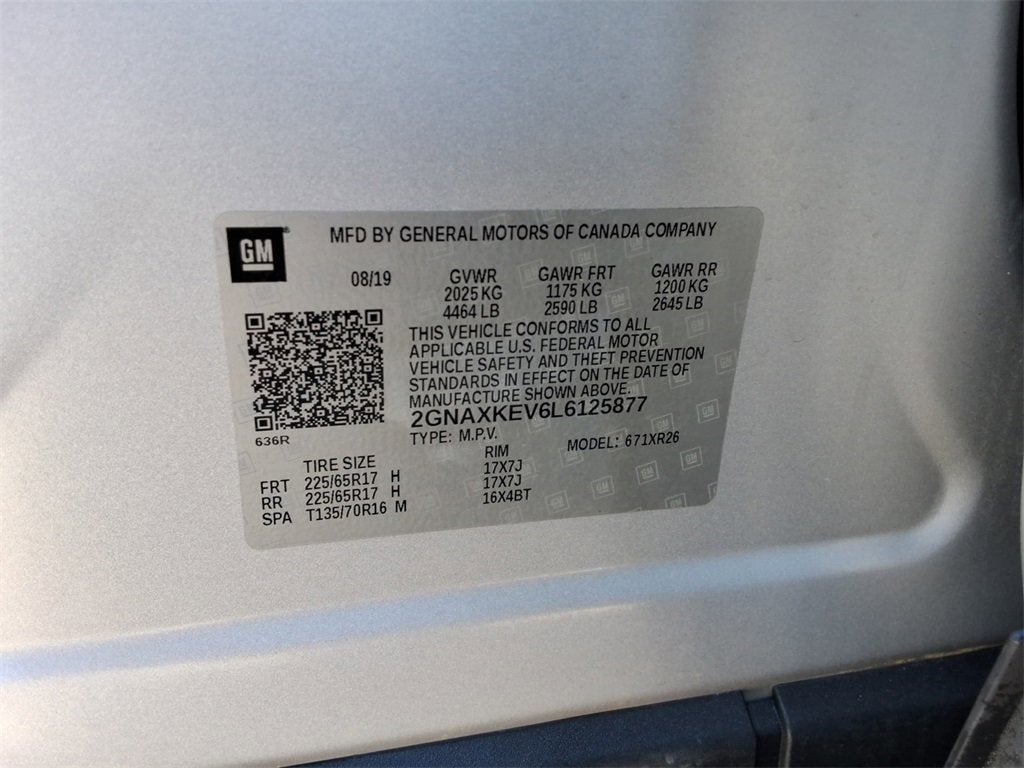 GM
MFD BY GENERAL MOTORS OF CANADA COMPANY
08/19 GVWR GAWR FRT GAWR RR
2025 KG 1175 KG 1200 KG
4464 LB 2590 LB 2645 LB
THIS VEHICLE CONFORMS TO ALL
APPLICABLE U.S. FEDERAL MOTOR
VEHICLE SAFETY AND THEFT PREVENTION
STANDARDS IN EFFECT ON THE DATE OF
MANUFACTURE SHOWN ABOVE.
2GNAXKEV6L6125877
636R
TYPE: M.P.V. MODEL: 671XR26
TIRE SIZE RIM
FRT 225/65R17 H 17X7J
RR 225/65R17 H 17X7J
SPA T135/70R16 M 16X4BT